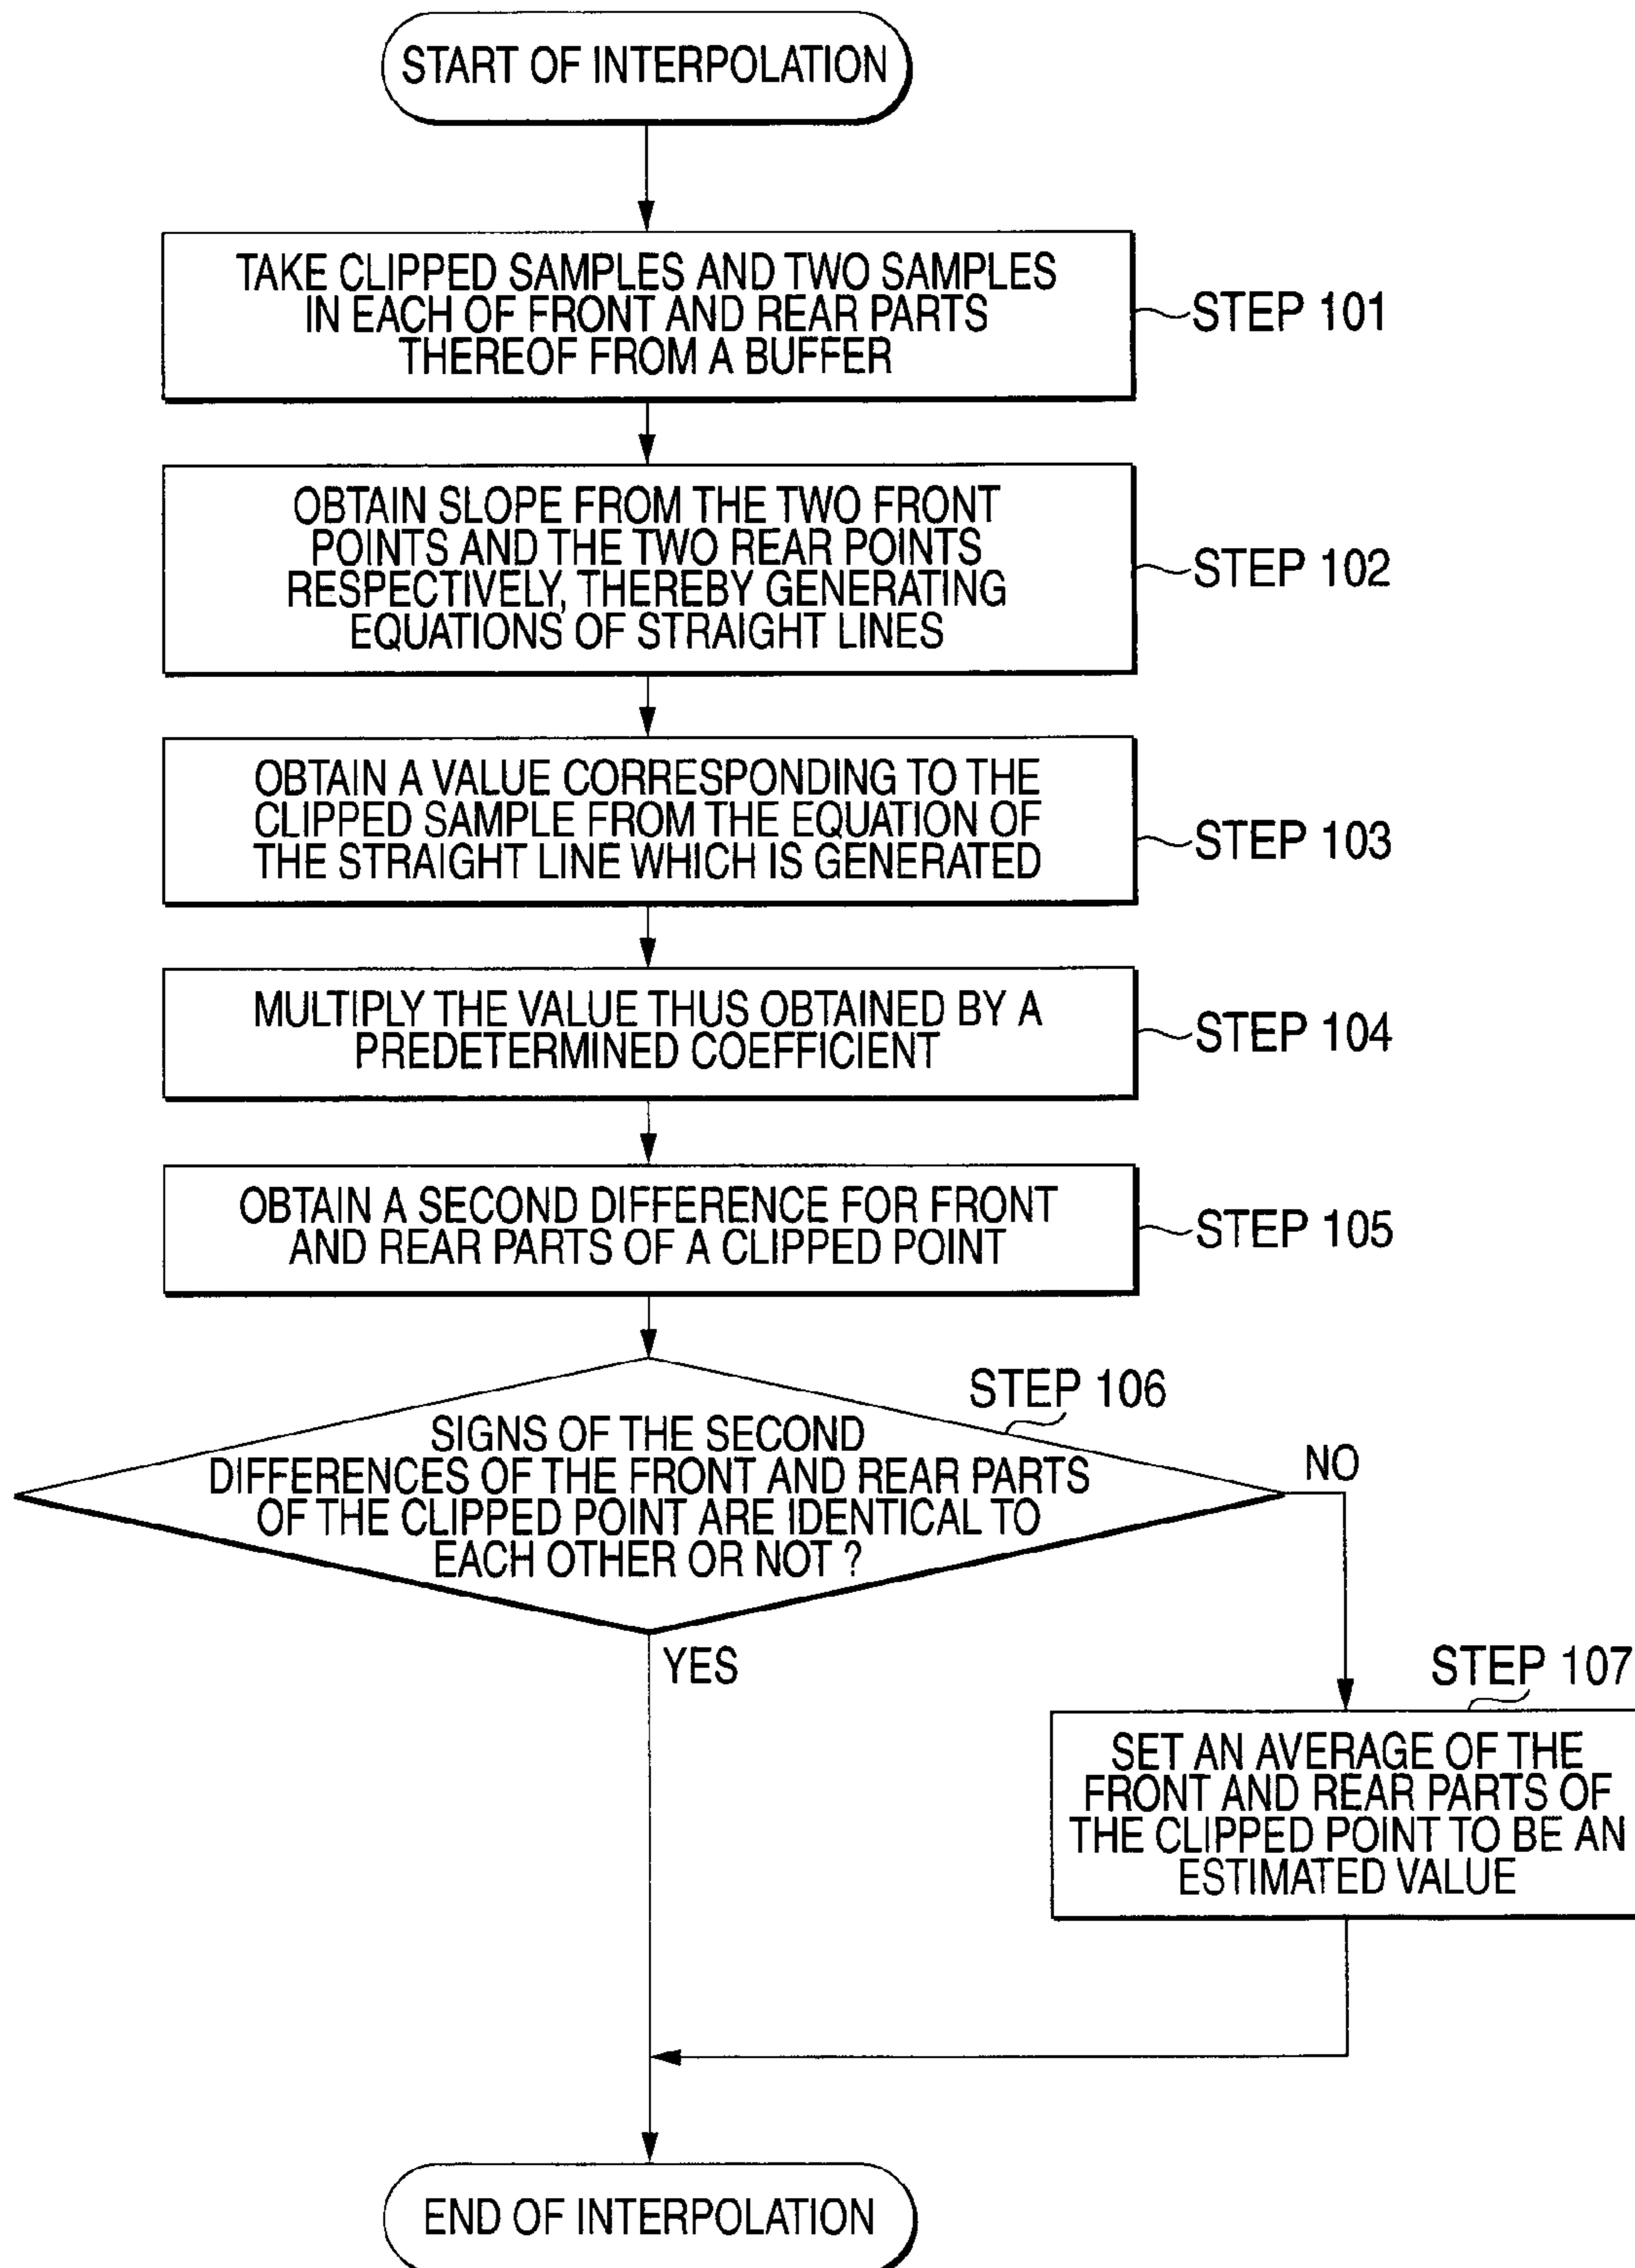 START OF INTERPOLATION
TAKE CLIPPED SAMPLES AND TWO SAMPLES
IN EACH OF FRONT AND REAR PARTS
THEREOF FROM A BUFFER
STEP 101
OBTAIN SLOPE FROM THE TWO FRONT
POINTS AND THE TWO REAR POINTS
RESPECTIVELY, THEREBY GENERATING
EQUATIONS OF STRAIGHT LINES
STEP 102
OBTAIN A VALUE CORRESPONDING TO THE
CLIPPED SAMPLE FROM THE EQUATION OF
THE STRAIGHT LINE WHICH IS GENERATED
STEP 103
MULTIPLY THE VALUE THUS OBTAINED BY A
PREDETERMINED COEFFICIENT
STEP 104
OBTAIN A SECOND DIFFERENCE FOR FRONT
AND REAR PARTS OF A CLIPPED POINT
STEP 105
STEP 106
SIGNS OF THE SECOND
DIFFERENCES OF THE FRONT AND REAR PARTS
OF THE CLIPPED POINT ARE IDENTICAL TO
EACH OTHER OR NOT ?
NO
YES
STEP 107
SET AN AVERAGE OF THE
FRONT AND REAR PARTS OF
THE CLIPPED POINT TO BE AN
ESTIMATED VALUE
END OF INTERPOLATION